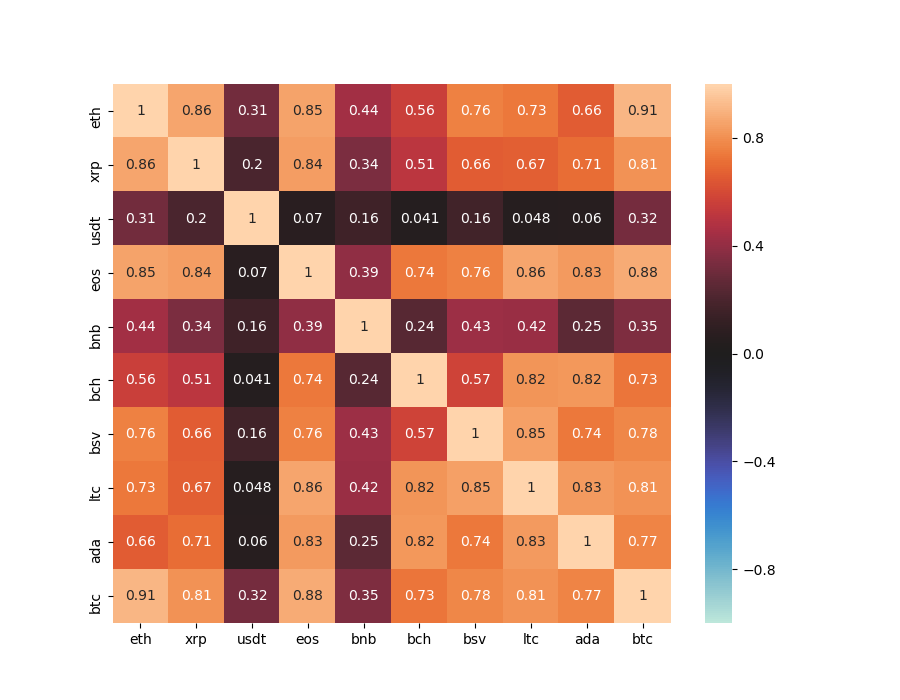 eth 1 0.86 0.31 0.85 0.44 0.56 0.76 0.73 0.66 0.91
xrp 0.86 1 0.2 0.84 0.34 0.51 0.66 0.67 0.71 0.81
usdt 0.31 0.2 1 0.07 0.16 0.041 0.16 0.048 0.06 0.32
eos 0.85 0.84 0.07 1 0.39 0.74 0.76 0.86 0.83 0.88
bnb 0.44 0.34 0.16 0.39 1 0.24 0.43 0.42 0.25 0.35
bch 0.56 0.51 0.041 0.74 0.24 1 0.57 0.82 0.82 0.73
bsv 0.76 0.66 0.16 0.76 0.43 0.57 1 0.85 0.74 0.78
ltc 0.73 0.67 0.048 0.86 0.42 0.82 0.85 1 0.83 0.81
ada 0.66 0.71 0.06 0.83 0.25 0.82 0.74 0.83 1 0.77
btc 0.91 0.81 0.32 0.88 0.35 0.73 0.78 0.81 0.77 1
eth xrp usdt eos bnb bch bsv ltc ada btc
0.8
0.4
0.0
−0.4
−0.8